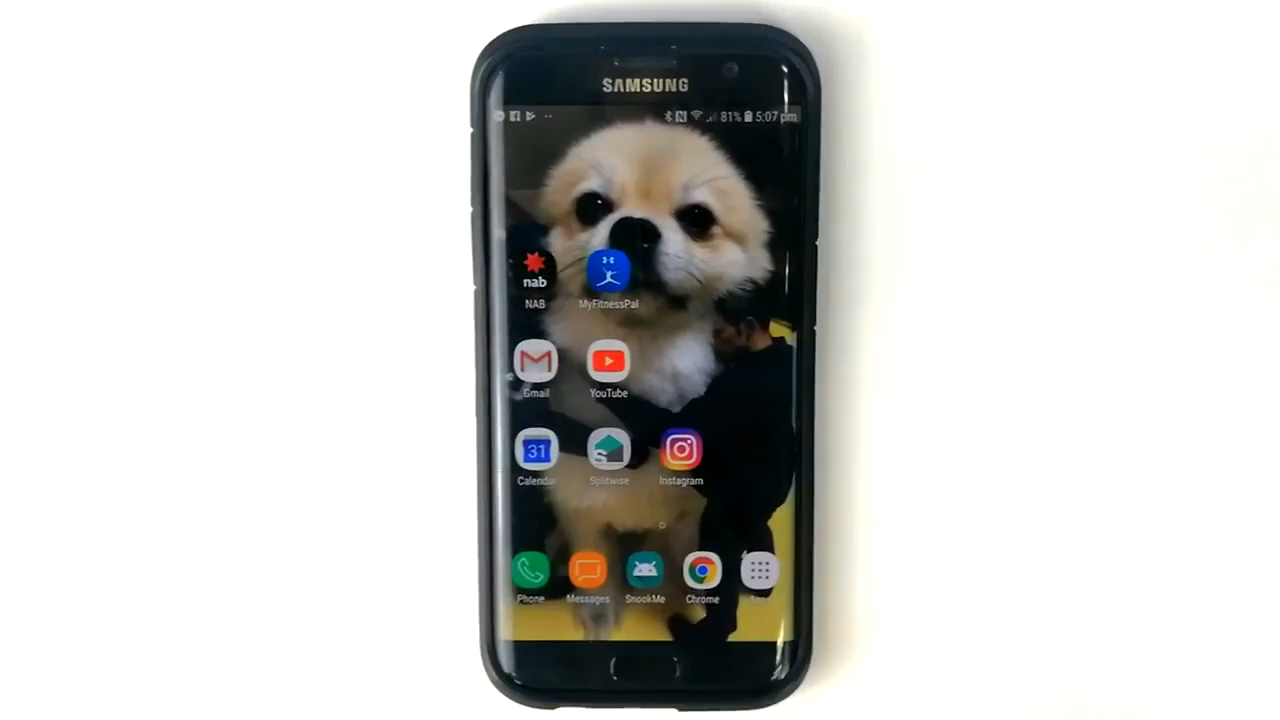 SAMSUNG
81% 5:07 pm
nab
NAB
MyFitnessPal
Gmail
YouTube
31
Calendar
Splitwise
Instagram
Phone
Messages
SnookMe
Chrome